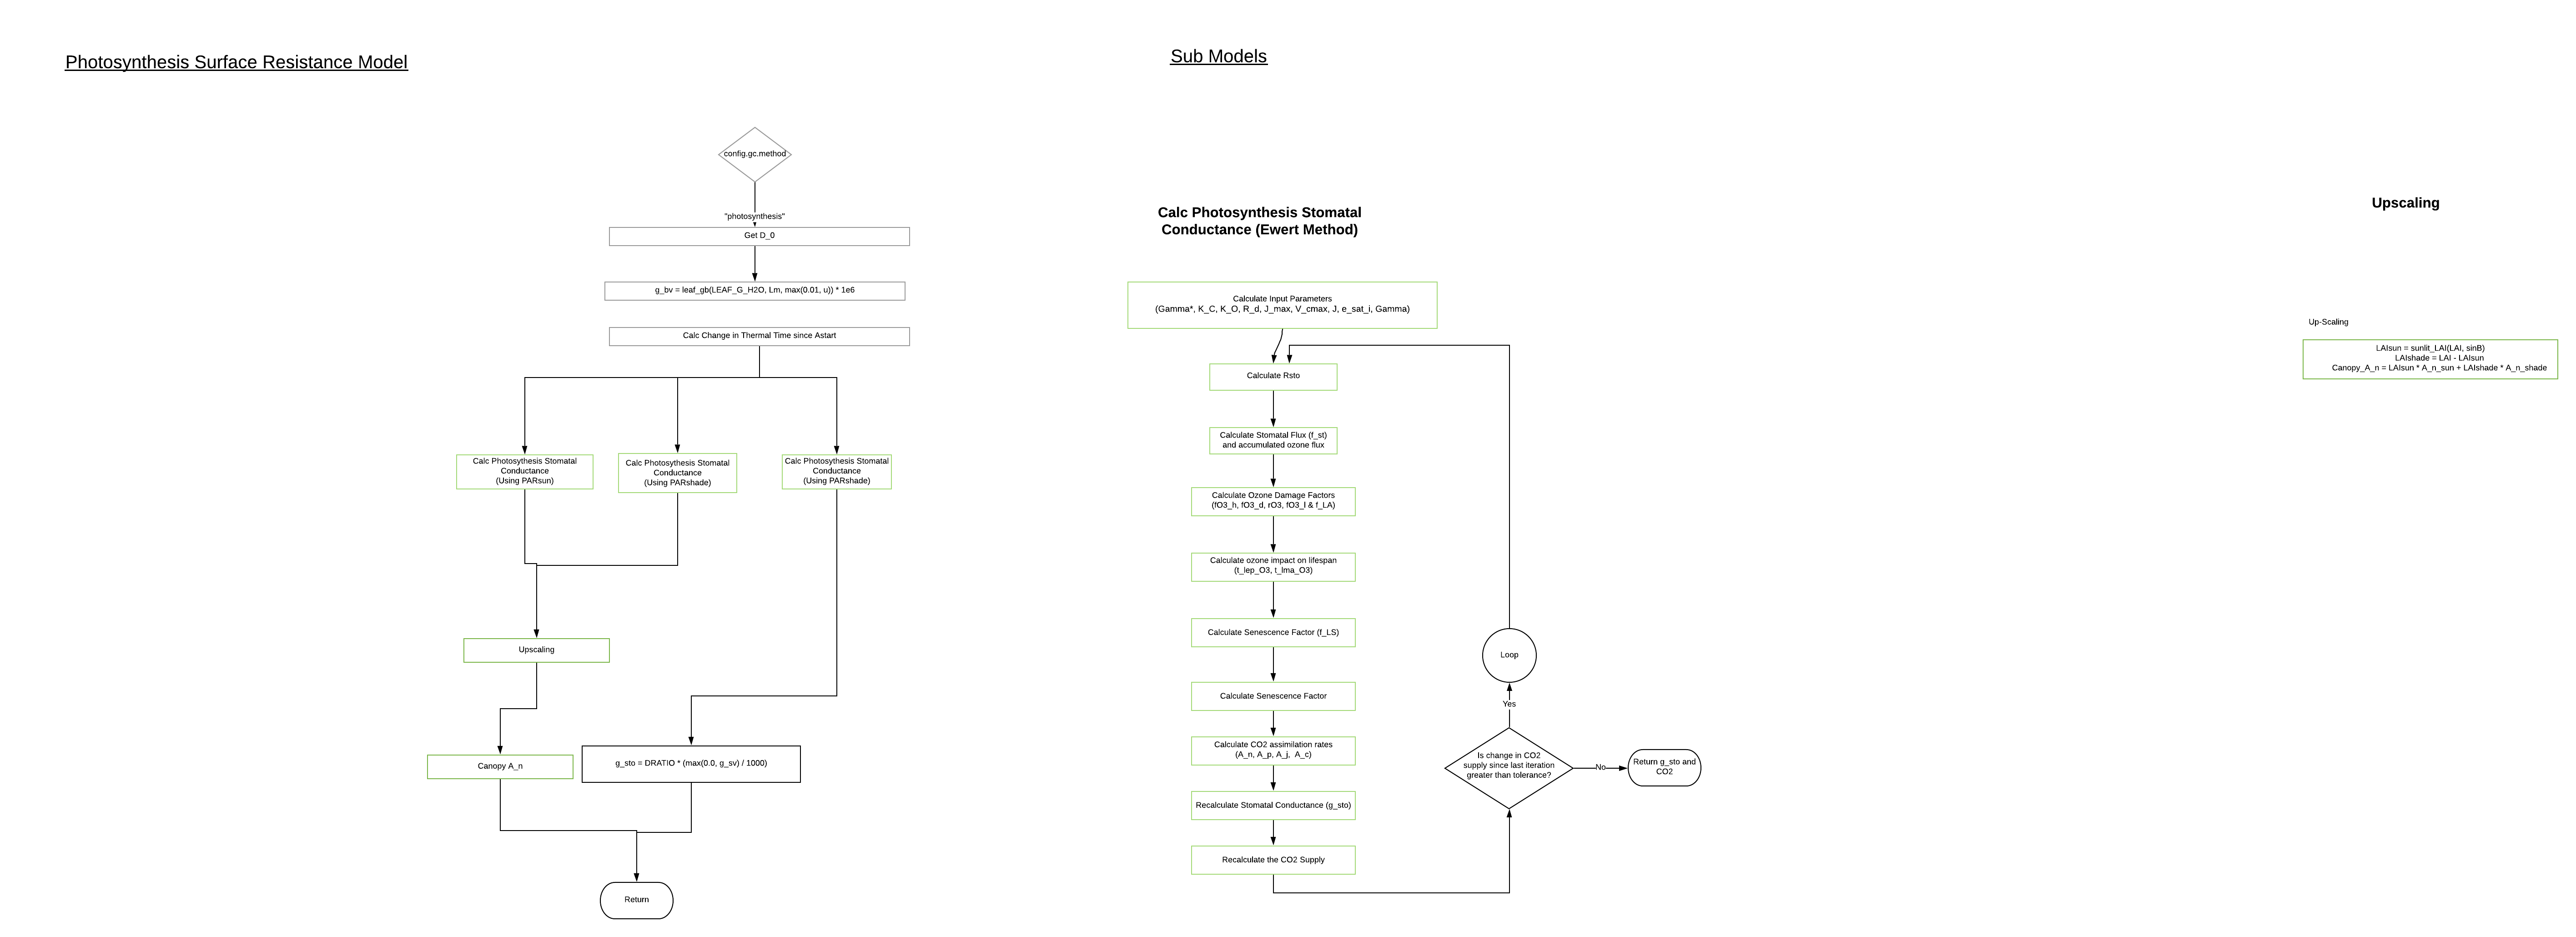 Photosynthesis Surface Resistance Model
config.gc.method
"photosynthesis"
Get D_0
g_bv = leaf_gb(LEAF_G_H2O, Lm, max(0.01, u)) * 1e6
Calc Change in Thermal Time since Astart
Calc Photosythesis Stomatal
Conductance
(Using PARsun)
Calc Photosythesis Stomatal
Conductance
(Using PARshade)
Calc Photosythesis Stomatal
Conductance
(Using PARshade)
Upscaling
Canopy A_n
g_sto = DRATIO * (max(0.0, g_sv) / 1000)
Return
Sub Models
Calc Photosynthesis Stomatal
Conductance (Ewert Method)
Calculate Input Parameters
(Gamma*, K_C, K_O, R_d, J_max, V_cmax, J, e_sat_i, Gamma)
Calculate Rsto
Calculate Stomatal Flux (f_st)
and accumulated ozone flux
Calculate Ozone Damage Factors
(fO3_h, fO3_d, rO3, fO3_l & f_LA)
Calculate ozone impact on lifespan
(t_lep_O3, t_lma_O3)
Calculate Senescence Factor (f_LS)
Calculate Senescence Factor
Calculate CO2 assimilation rates
(A_n, A_p, A_j,  A_c)
Recalculate Stomatal Conductance (g_sto)
Recalculate the CO2 Supply
Loop
Yes
Is change in CO2
supply since last iteration
greater than tolerance?
No
Return g_sto and
CO2
Upscaling
Up-Scaling
LAIsun = sunlit_LAI(LAI, sinB)
LAIshade = LAI - LAIsun
Canopy_A_n = LAIsun * A_n_sun + LAIshade * A_n_shade